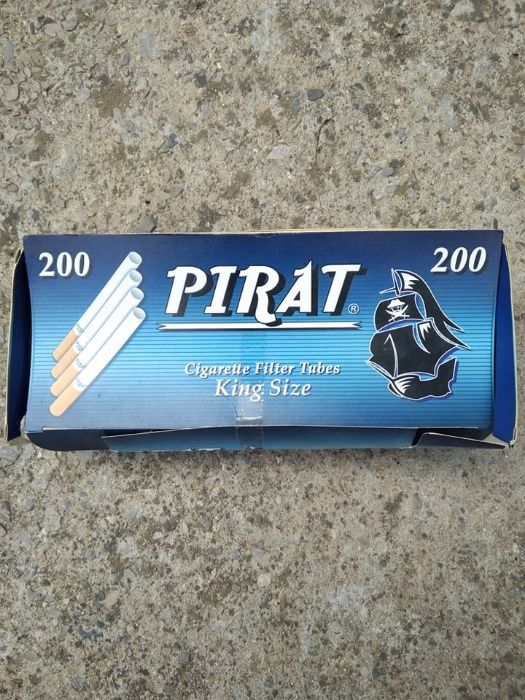 200
PIRAT®
200
Cigarette Filter Tubes
King Size